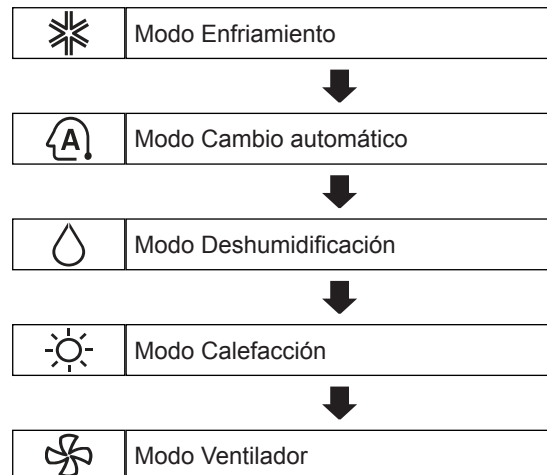 Modo Enfriamiento
A
Modo Cambio automático
Modo Deshumidificación
Modo Calefacción
Modo Ventilador